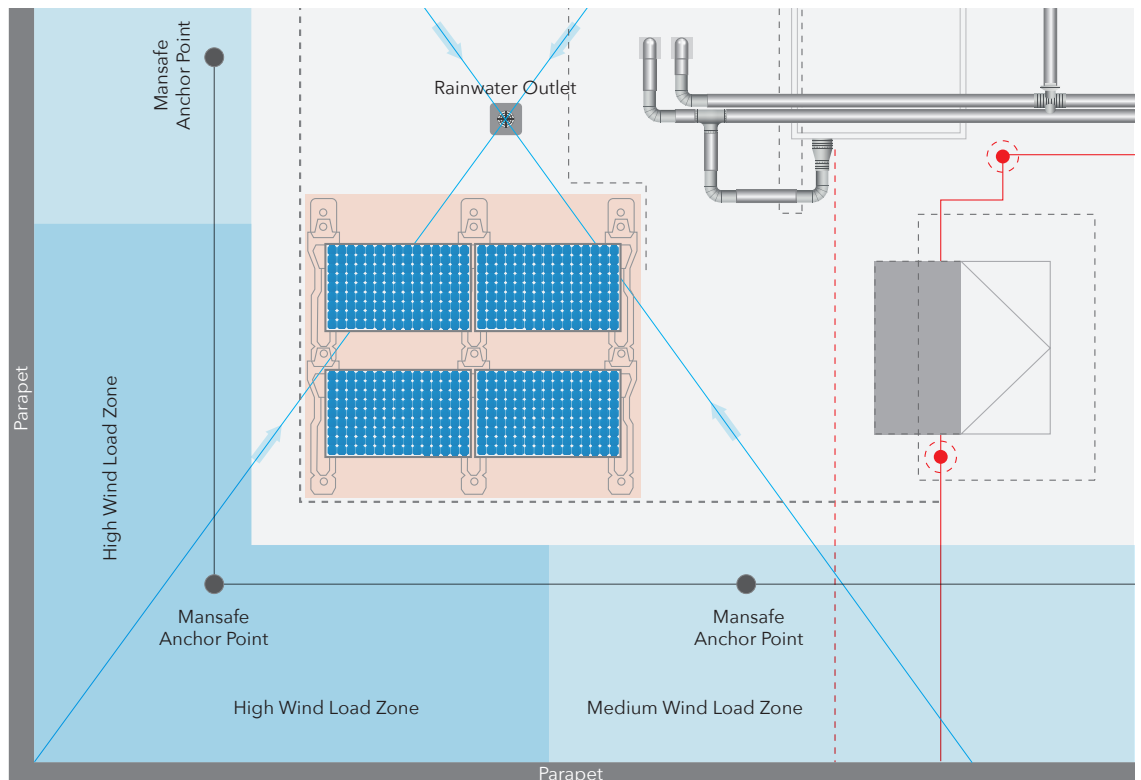 Mansafe
Anchor Point
Rainwater Outlet
Parapet
High Wind Load Zone
Mansafe
Anchor Point
Mansafe
Anchor Point
High Wind Load Zone
Medium Wind Load Zone
Parapet